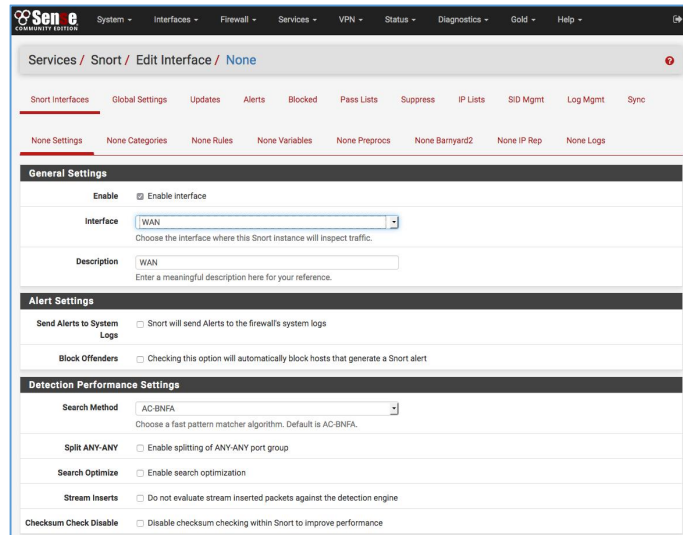 Sense
COMMUNITY EDITION
System
Interfaces
Firewall
Services
VPN
Status
Diagnostics
Gold
Help
Services / Snort / Edit Interface / None
Snort Interfaces
Global Settings
Updates
Alerts
Blocked
Pass Lists
Suppress
IP Lists
SID Mgmt
Log Mgmt
Sync
None Settings
None Categories
None Rules
None Variables
None Preprocs
None Barnyard2
None IP Rep
None Logs
General Settings
Enable
Enable interface
Interface
WAN
Choose the interface where this Snort instance will inspect traffic.
Description
WAN
Enter a meaningful description here for your reference.
Alert Settings
Send Alerts to System
Logs
Snort will send Alerts to the firewall's system logs
Block Offenders
Checking this option will automatically block hosts that generate a Snort alert
Detection Performance Settings
Search Method
AC-BNFA
Choose a fast pattern matcher algorithm. Default is AC-BNFA.
Split ANY-ANY
Enable splitting of ANY-ANY port group
Search Optimize
Enable search optimization
Stream Inserts
Do not evaluate stream inserted packets against the detection engine
Checksum Check Disable
Disable checksum checking within Snort to improve performance